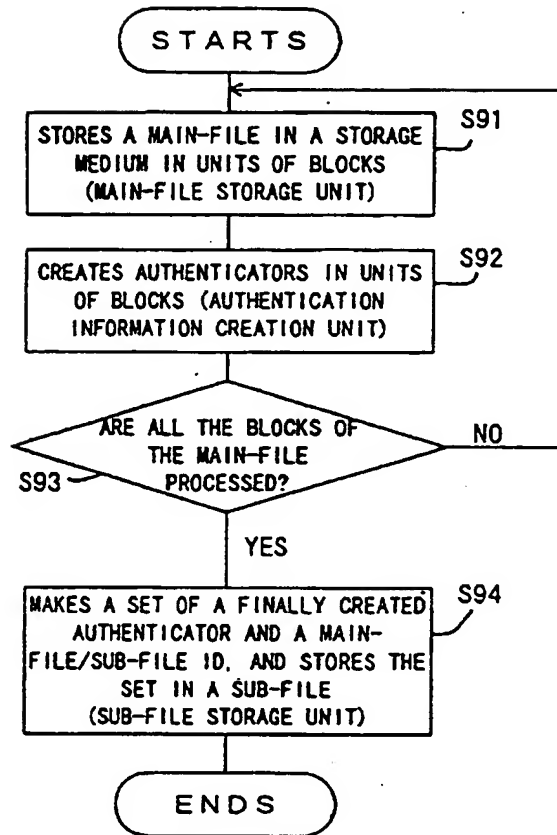 STARTS
S91
STORES A MAIN-FILE IN A STORAGE
MEDIUM IN UNITS OF BLOCKS
(MAIN-FILE STORAGE UNIT)
S92
CREATES AUTHENTICATORS IN UNITS
OF BLOCKS (AUTHENTICATION
INFORMATION CREATION UNIT)
ARE ALL THE BLOCKS OF
THE MAIN-FILE
PROCESSED?
NO
S93
YES
S94
MAKES A SET OF A FINALLY CREATED
AUTHENTICATOR AND A MAIN-
FILE/SUB-FILE ID, AND STORES THE
SET IN A SUB-FILE
(SUB-FILE STORAGE UNIT)
ENDS